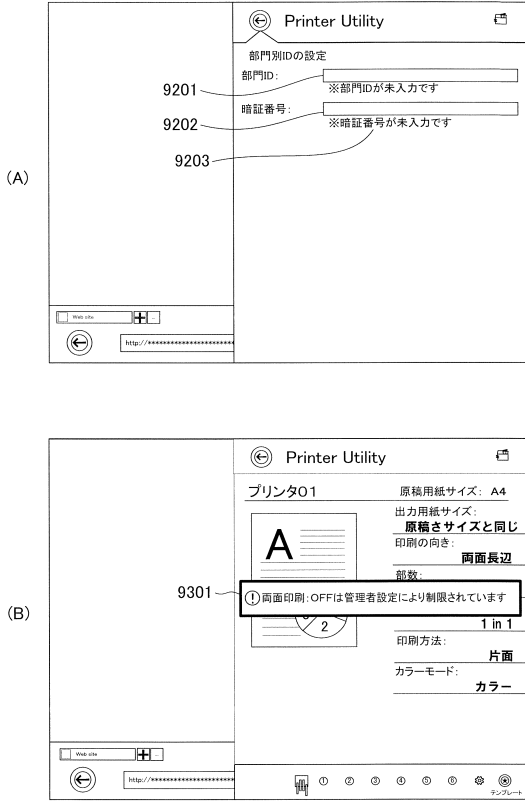 Printer Utility
部門別IDの設定
部門ID:
9201
※部門IDが未入力です
暗証番号:
9202
※暗証番号が未入力です
9203
(A)
Web site
...
http://**********************
Printer Utility
プリンタ01
原稿用紙サイズ: A4
出力用紙サイズ:
原稿さサイズと同じ
A
印刷の向き:
両面長辺
部数:
9301
! 両面印刷:OFFは管理者設定により制限されています
(B)
2
1 in 1
印刷方法:
片面
カラーモード:
カラー
Web site
...
http://**********************
① ② ③ ④ ⑤ ⑥
テンプレート